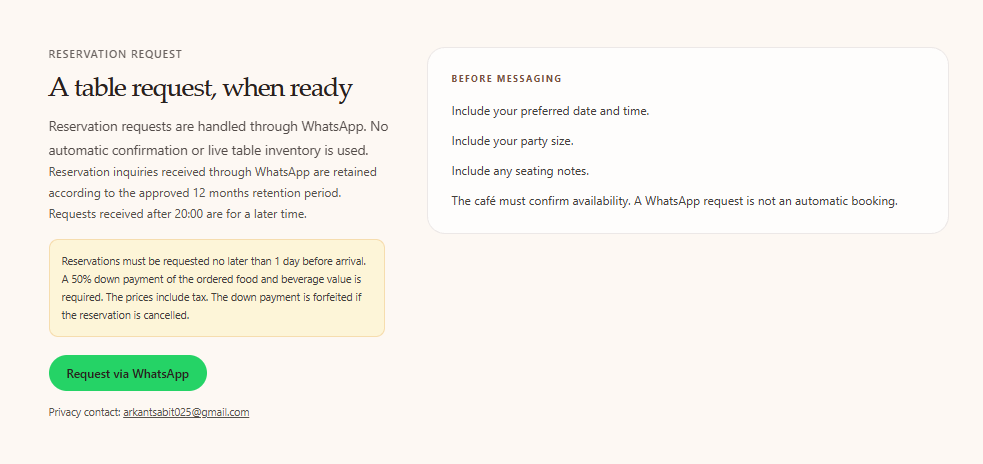 RESERVATION REQUEST
A table request, when ready
Reservation requests are handled through WhatsApp. No
automatic confirmation or live table inventory is used.
Reservation inquiries received through WhatsApp are retained
according to the approved 12 months retention period.
Requests received after 20:00 are for a later time.
Reservations must be requested no later than 1 day before arrival.
A 50% down payment of the ordered food and beverage value is
required. The prices include tax. The down payment is forfeited if
the reservation is cancelled.
Request via WhatsApp
Privacy contact: arkantsabit025@gmail.com
BEFORE MESSAGING
Include your preferred date and time.
Include your party size.
Include any seating notes.
The café must confirm availability. A WhatsApp request is not an automatic booking.